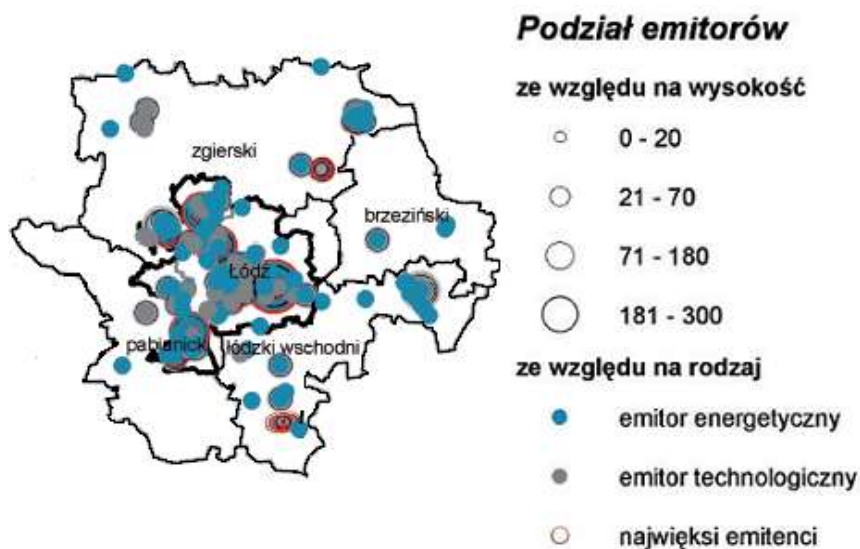 Podział emitorów
ze względu na wysokość
0 - 20
21 - 70
71 - 180
181 - 300
ze względu na rodzaj
emitor energetyczny
emitor technologiczny
najwięksi emitenci
zgierski
brzeziński
Łódź
pabianicki
łódzki wschodni